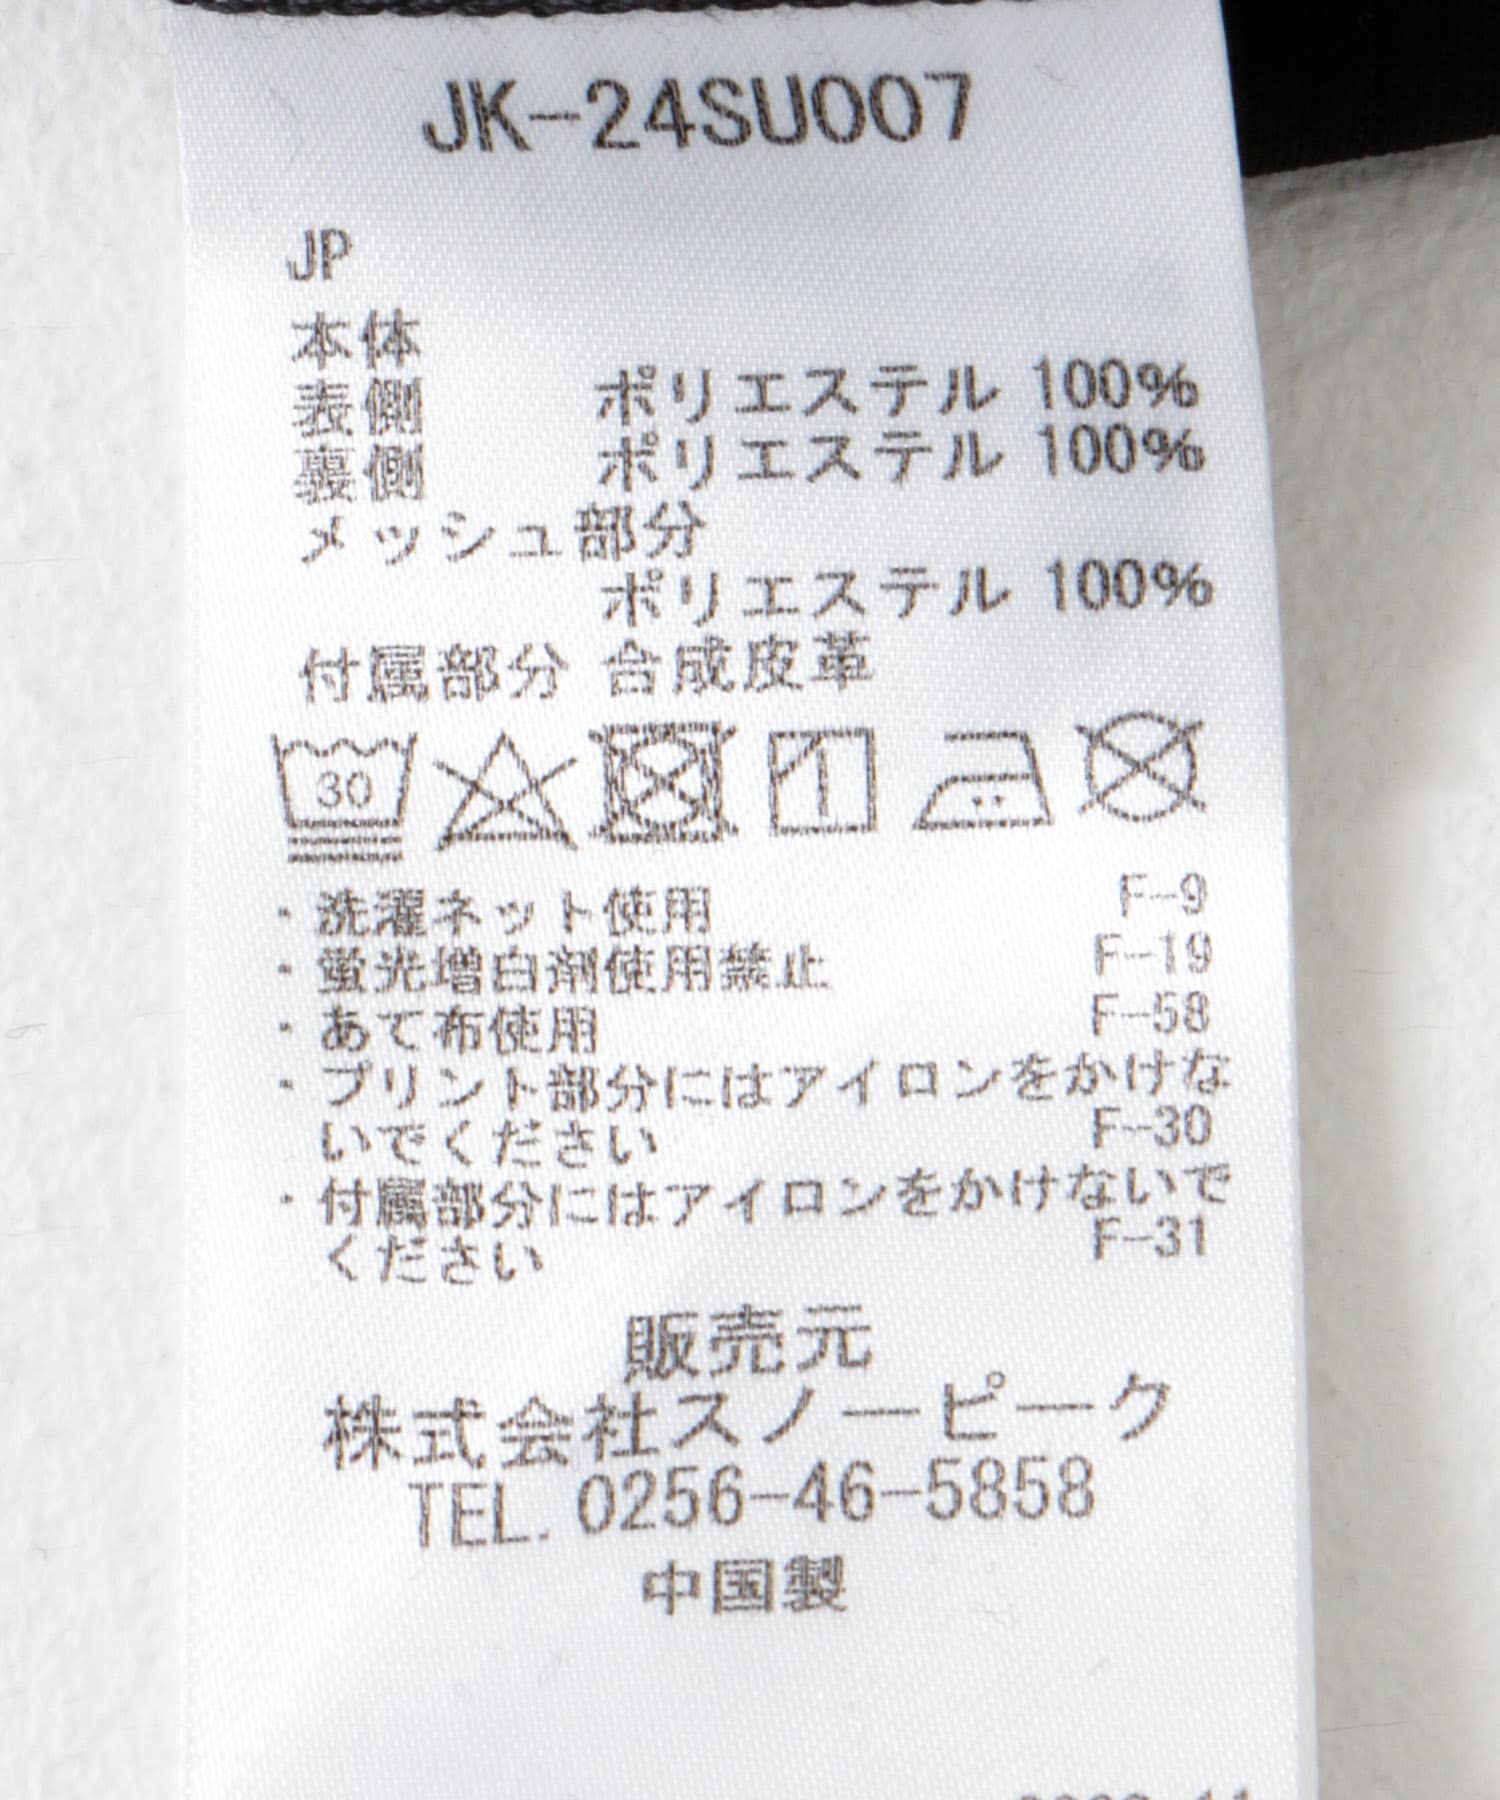 JK-24SU007
JP
本体
表側 ポリエステル 100%
裏側 ポリエステル 100%
メッシュ部分
ポリエステル 100%
付属部分 合成皮革
30
・洗濯ネット使用 F-9
・蛍光増白剤使用禁止 F-19
・あて布使用 F-58
・プリント部分にはアイロンをかけな
いでください F-30
・付属部分にはアイロンをかけないで
ください F-31
販売元
株式会社スノーピーク
TEL. 0256-46-5858
中国製